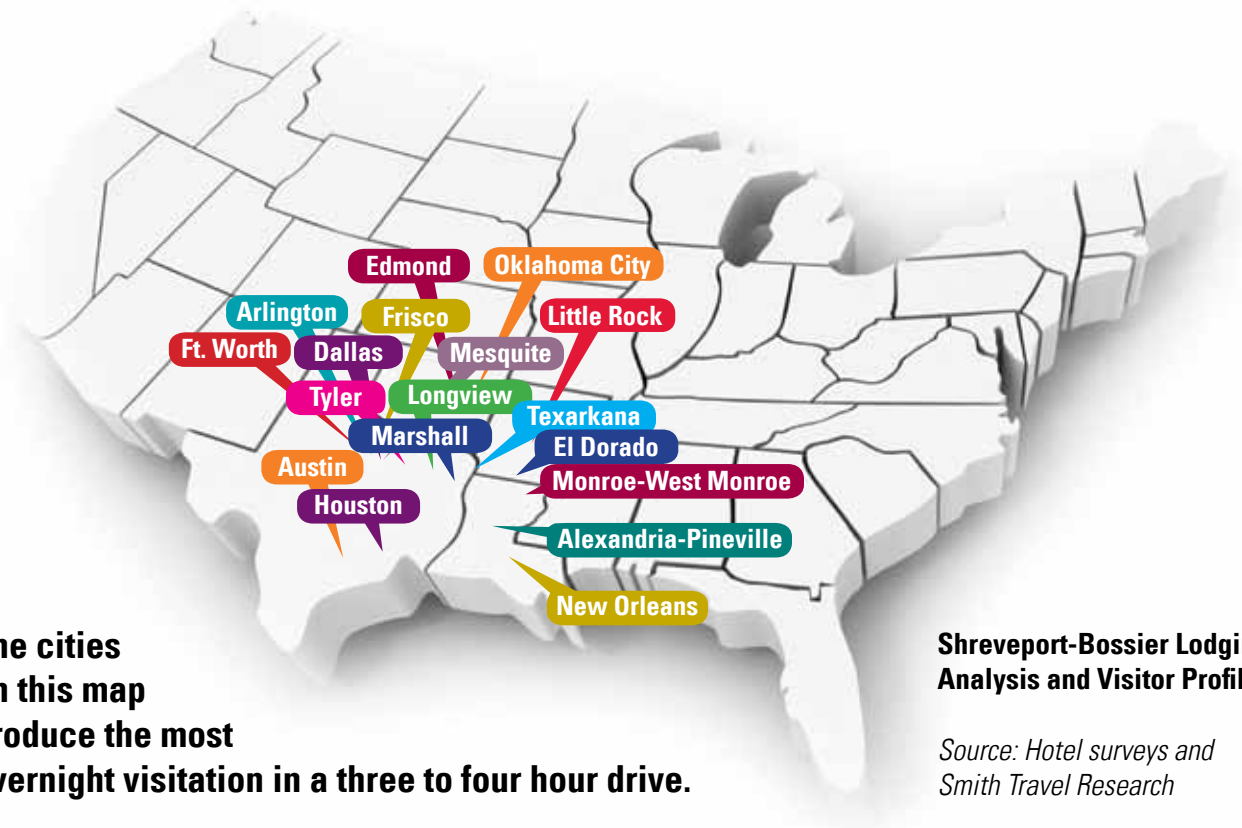 Edmond
Oklahoma City
Arlington
Frisco
Little Rock
Ft. Worth
Dallas
Mesquite
Tyler
Longview
Texarkana
Marshall
El Dorado
Austin
Monroe-West Monroe
Houston
Alexandria-Pineville
New Orleans
he cities
n this map
roduce the most
vernight visitation in a three to four hour drive.
Shreveport-Bossier Lodgi
Analysis and Visitor Profil
Source: Hotel surveys and
Smith Travel Research